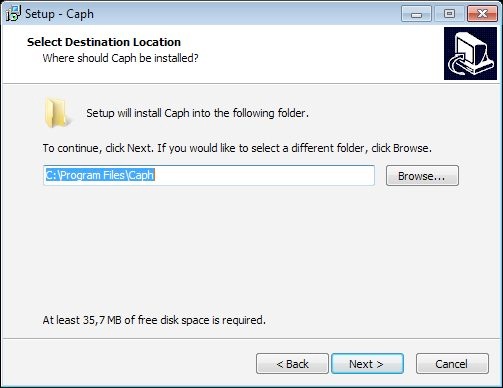 Setup - Caph
Select Destination Location
Where should Caph be installed?
Setup will install Caph into the following folder.
To continue, click Next. If you would like to select a different folder, click Browse.
C:\Program Files\Caph
Browse...
At least 35,7 MB of free disk space is required.
< Back
Next >
Cancel